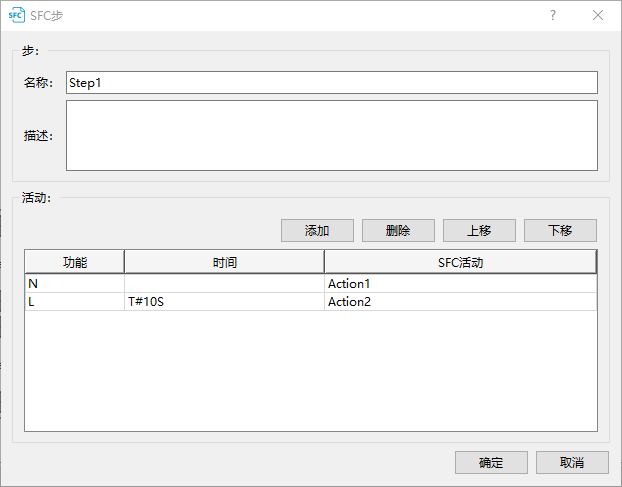 SFC SFC步 ?
步：
名称： Step1
描述：
活动：
添加 删除 上移 下移
功能 时间 SFC活动
N Action1
L T#10S Action2
确定 取消